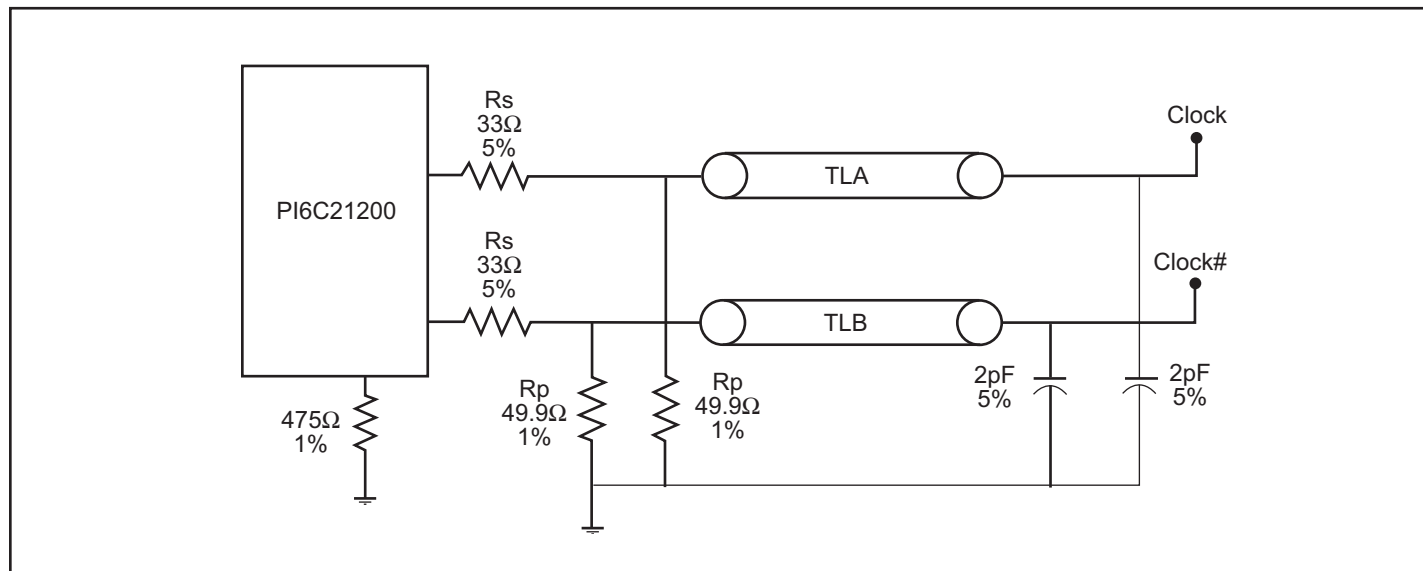 PI6C21200
Rs
33Ω
5%
Rs
33Ω
5%
475Ω
1%
Rp
49.9Ω
1%
Rp
49.9Ω
1%
TLA
TLB
Clock
Clock#
2pF
5%
2pF
5%